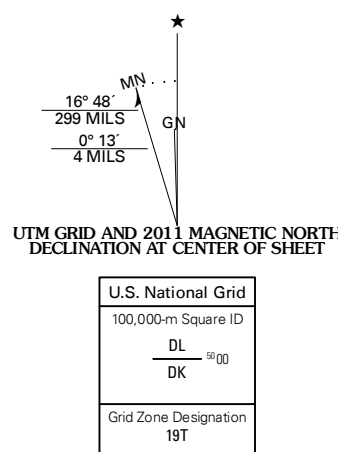 ★
MN
GN
16° 48´
299 MILS
0° 13´
4 MILS
UTM GRID AND 2011 MAGNETIC NORTH
DECLINATION AT CENTER OF SHEET
U.S. National Grid
100,000-m Square ID
DL
5000
DK
Grid Zone Designation
19T